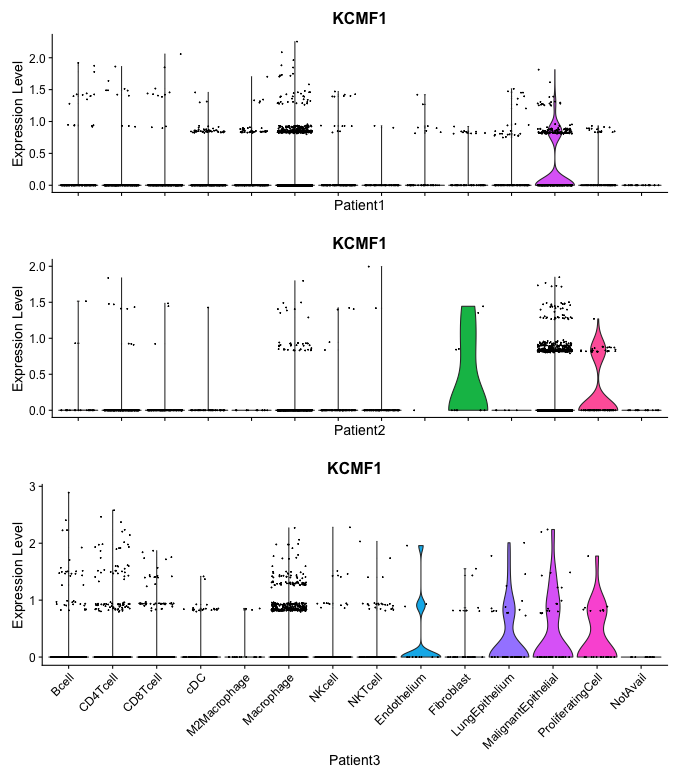 KCMF1
Expression Level
2.0
1.5
1.0
0.5
0.0
Patient1
KCMF1
Expression Level
2.0
1.5
1.0
0.5
0.0
Patient2
KCMF1
Expression Level
3
2
1
0
Bcell
CD4Tcell
CD8Tcell
cDC
M2Macrophage
Macrophage
NKcell
NKTcell
Endothelium
Fibroblast
LungEpithelium
MalignantEpithelial
ProliferatingCell
NotAvail
Patient3